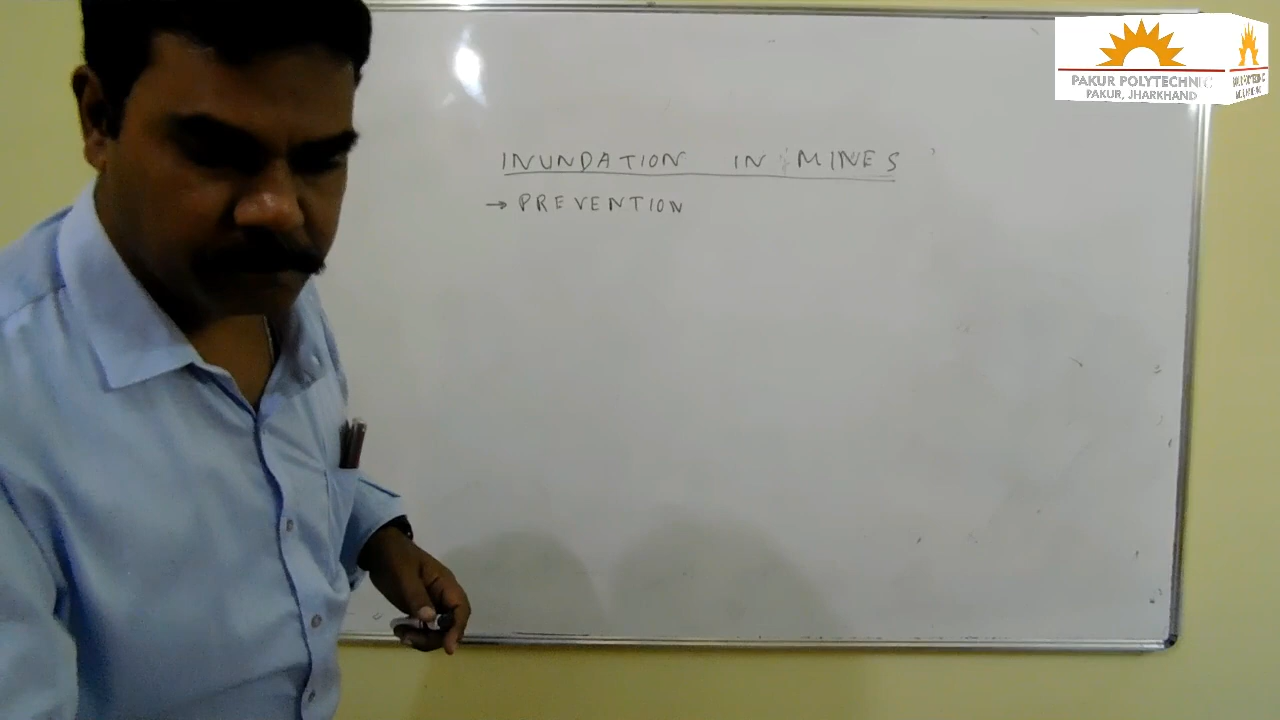 PAKUR POLYTECHNIC
PAKUR, JHARKHAND
INUNDATION IN MINES
→ PREVENTION